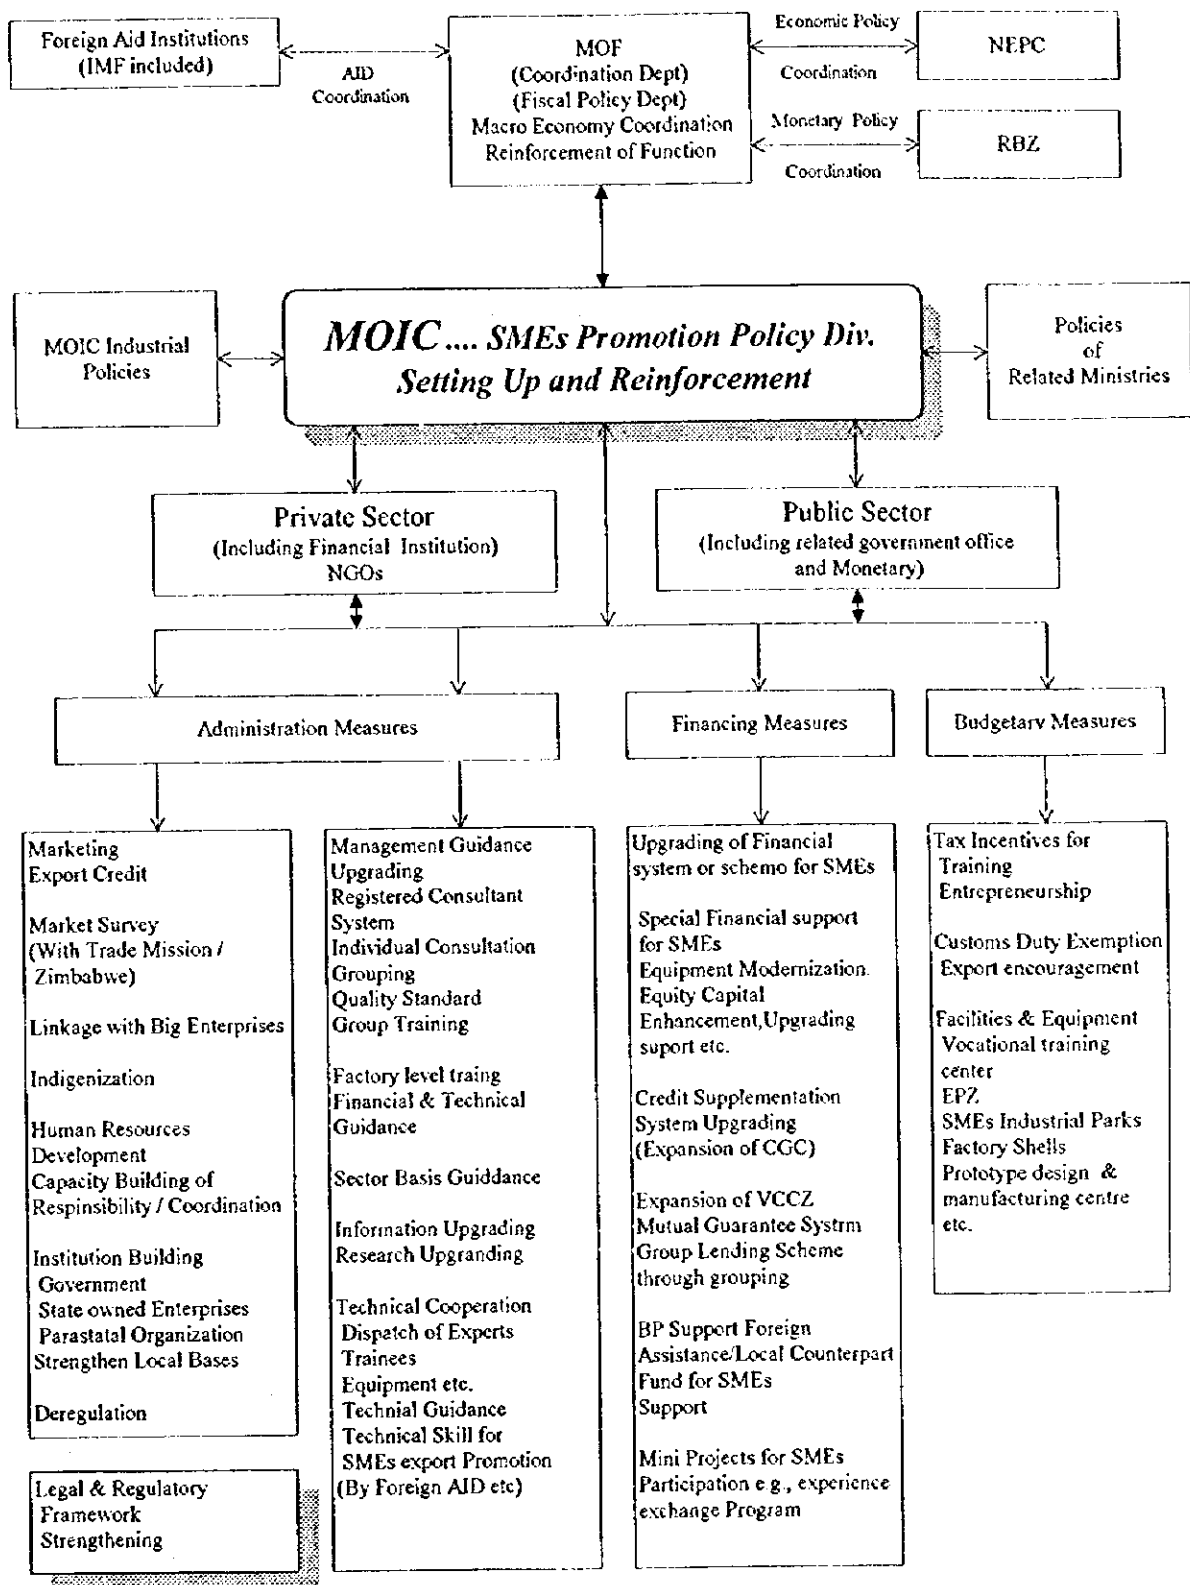 Foreign Aid Institutions
(IMF included)
AID
Coordination
MOF
(Coordination Dept)
(Fiscal Policy Dept)
Macro Economy Coordination
Reinforcement of Function
Economic Policy
Coordination
NEPC
Monetary Policy
Coordination
RBZ
MOIC Industrial
Policies
MOIC .... SMEs Promotion Policy Div.
Setting Up and Reinforcement
Policies
of
Related Ministries
Private Sector
(Including Financial Institution)
NGOs
Public Sector
(Including related government office
and Monetary)
Administration Measures
Financing Measures
Budgetary Measures
Marketing
Export Credit
Market Survey
(With Trade Mission /
Zimbabwe)
Linkage with Big Enterprises
Indigenization
Human Resources
Development
Capacity Building of
Respinsibility / Coordination
Institution Building
Government
State owned Enterprises
Parastatal Organization
Strengthen Local Bases
Deregulation
Legal & Regulatory
Framework
Strengthening
Management Guidance
Upgrading
Registered Consultant
System
Individual Consultation
Grouping
Quality Standard
Group Training
Factory level traing
Financial & Technical
Guidance
Sector Basis Guiddance
Information Upgrading
Research Upgranding
Technical Cooperation
Dispatch of Experts
Trainees
Equipment etc.
Technial Guidance
Technical Skill for
SMEs export Promotion
(By Foreign AID etc)
Upgrading of Financial
system or schemo for SMEs
Special Financial support
for SMEs
Equipment Modernization.
Equity Capital
Enhancement,Upgrading
suport etc.
Credit Supplementation
System Upgrading
(Expansion of CGC)
Expansion of VCCZ
Mutual Guarantee Systrm
Group Lending Scheme
through grouping
BP Support Foreign
Assistance/Local Counterpart
Fund for SMEs
Support
Mini Projects for SMEs
Participation e.g., experience
exchange Program
Tax Incentives for
Training
Entrepreneurship
Customs Duty Exemption
Export encouragement
Facilities & Equipment
Vocational training
center
EPZ
SMEs Industrial Parks
Factory Shells
Prototype design &
manufacturing centre
etc.